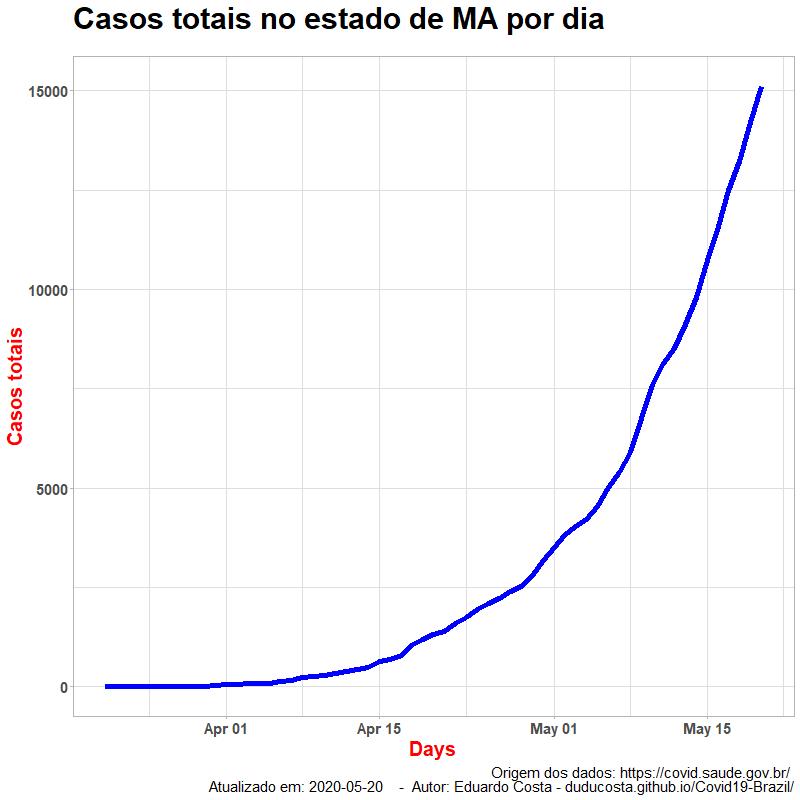 Casos totais no estado de MA por dia
Casos totais
15000
10000
5000
0
Apr 01 Apr 15 May 01 May 15
Days
Origem dos dados: https://covid.saude.gov.br/
Atualizado em: 2020-05-20 - Autor: Eduardo Costa - duducosta.github.io/Covid19-Brazil/